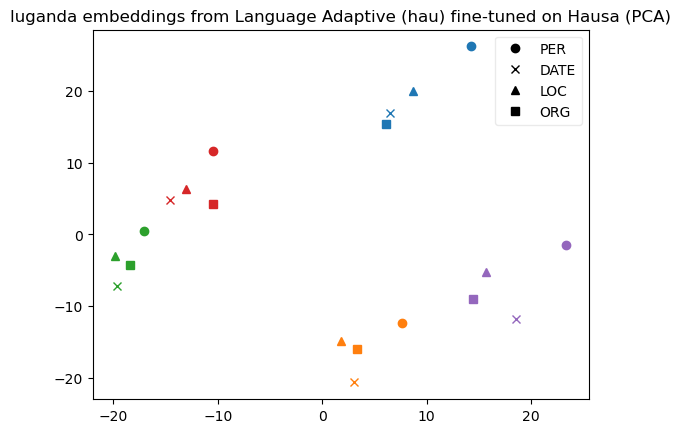 luganda embeddings from Language Adaptive (hau) fine-tuned on Hausa (PCA)
PER
DATE
LOC
ORG
20
10
0
−10
−20
−20
−10
0
10
20